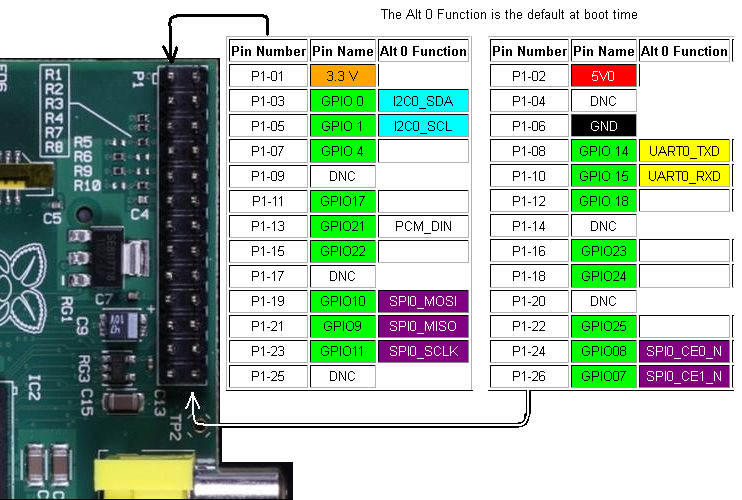 The Alt 0 Function is the default at boot time
Pin Number Pin Name Alt 0 Function
P1-01 3.3 V
P1-03 GPIO 0 I2C0_SDA
P1-05 GPIO 1 I2C0_SCL
P1-07 GPIO 4
P1-09 DNC
P1-11 GPIO17
P1-13 GPIO21 PCM_DIN
P1-15 GPIO22
P1-17 DNC
P1-19 GPIO10 SPI0_MOSI
P1-21 GPIO9 SPI0_MISO
P1-23 GPIO11 SPI0_SCLK
P1-25 DNC
Pin Number Pin Name Alt 0 Function
P1-02 5V0
P1-04 DNC
P1-06 GND
P1-08 GPIO 14 UART0_TXD
P1-10 GPIO 15 UART0_RXD
P1-12 GPIO 18
P1-14 DNC
P1-16 GPIO23
P1-18 GPIO24
P1-20 DNC
P1-22 GPIO25
P1-24 GPIO08 SPI0_CE0_N
P1-26 GPIO07 SPI0_CE1_N
R1
R2
R3
R4
R7
R8
P1
R5
R6
R9
R10
C5
C4
C7
RG1
C9
RG3
C15
IC2
C13
TP2